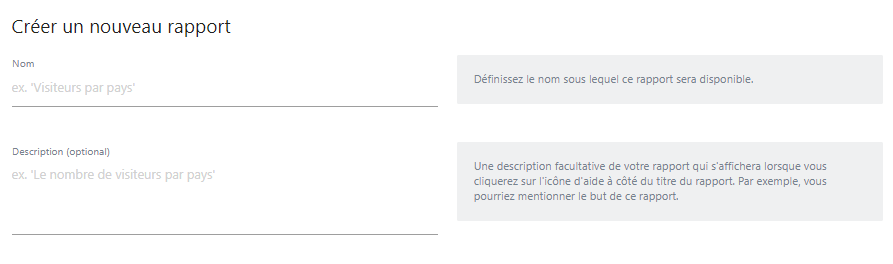 Créer un nouveau rapport
Nom
ex. 'Visiteurs par pays'
Définissez le nom sous lequel ce rapport sera disponible.
Description (optional)
ex. 'Le nombre de visiteurs par pays'
Une description facultative de votre rapport qui s'affichera lorsque vous
cliquerez sur l'icône d'aide à côté du titre du rapport. Par exemple, vous
pourriez mentionner le but de ce rapport.